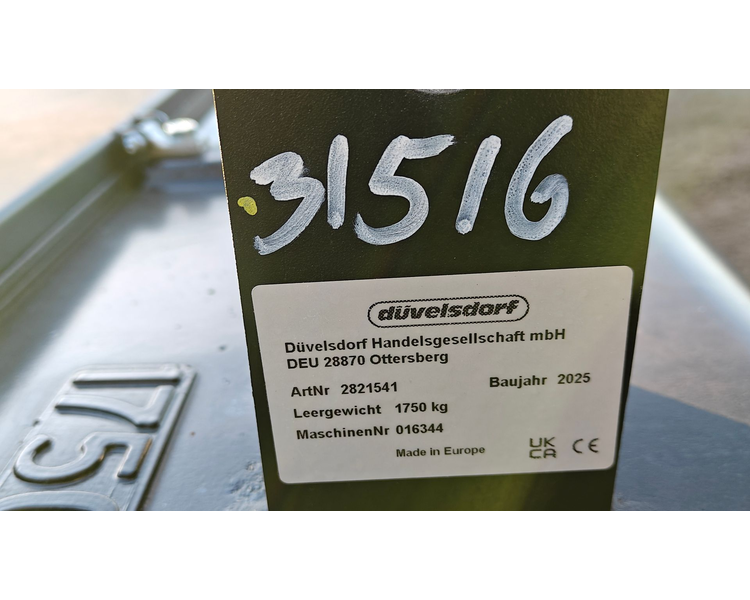 31516
düvelsdorf
Düvelsdorf Handelsgesellschaft mbH
DEU 28870 Ottersberg
ArtNr 2821541 Baujahr 2025
Leergewicht 1750 kg
MaschinenNr 016344
Made in Europe UK CA CE
1750